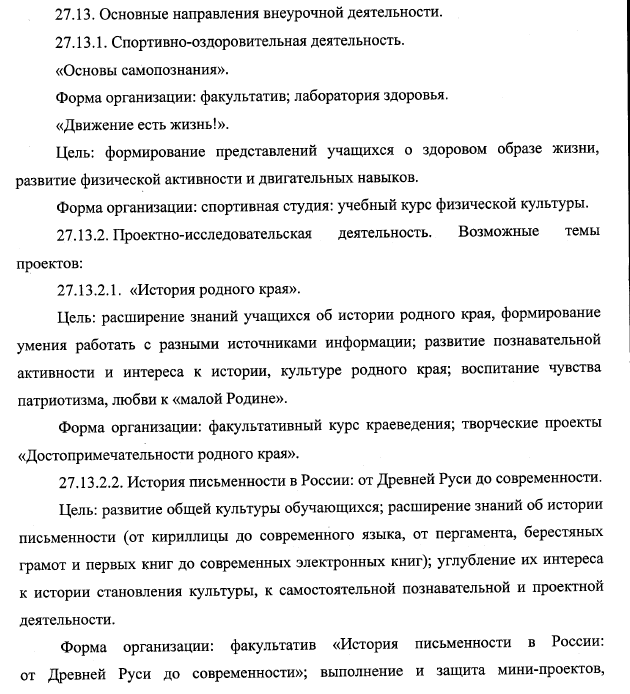 27.13. Основные направления внеурочной деятельности.
27.13.1. Спортивно-оздоровительная деятельность.
«Основы самопознания».
Форма организации: факультатив; лаборатория здоровья.
«Движение есть жизнь!».
Цель: формирование представлений учащихся о здоровом образе жизни,
развитие физической активности и двигательных навыков.
Форма организации: спортивная студия: учебный курс физической культуры.
27.13.2. Проектно-исследовательская деятельность. Возможные темы
проектов:
27.13.2.1. «История родного края».
Цель: расширение знаний учащихся об истории родного края, формирование
умения работать с разными источниками информации; развитие познавательной
активности и интереса к истории, культуре родного края; воспитание чувства
патриотизма, любви к «малой Родине».
Форма организации: факультативный курс краеведения; творческие проекты
«Достопримечательности родного края».
27.13.2.2. История письменности в России: от Древней Руси до современности.
Цель: развитие общей культуры обучающихся; расширение знаний об истории
письменности (от кириллицы до современного языка, от пергамента, берестяных
грамот и первых книг до современных электронных книг); углубление их интереса
к истории становления культуры, к самостоятельной познавательной и проектной
деятельности.
Форма организации: факультатив «История письменности в России:
от Древней Руси до современности»; выполнение и защита мини-проектов,